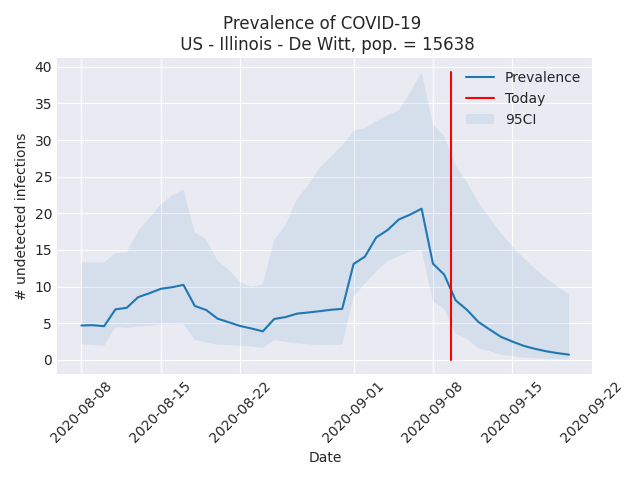 Prevalence of COVID-19
US - Illinois - De Witt, pop. = 15638
# undetected infections
40
35
30
25
20
15
10
5
0
Prevalence
Today
95CI
2020-08-08
2020-08-15
2020-08-22
2020-09-01
2020-09-08
2020-09-15
2020-09-22
Date